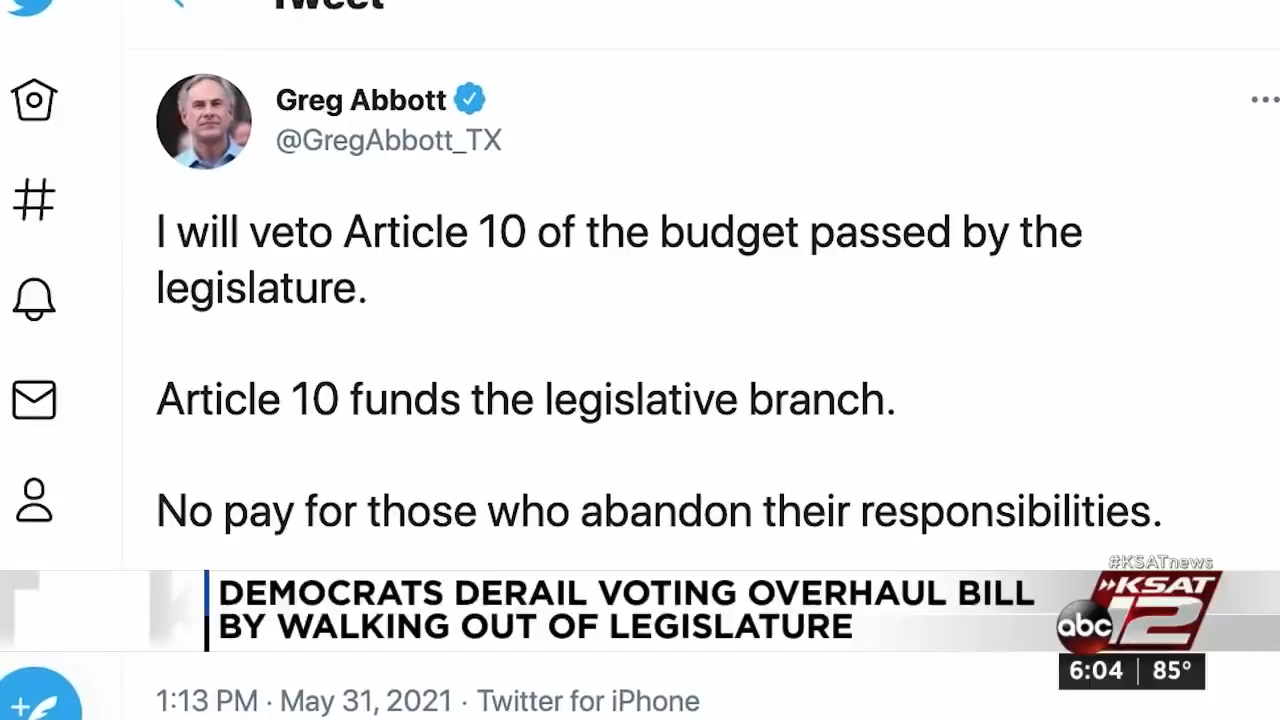 Tweet
Greg Abbott
@GregAbbott_TX
I will veto Article 10 of the budget passed by the
legislature.
Article 10 funds the legislative branch.
No pay for those who abandon their responsibilities.
#KSATnews
DEMOCRATS DERAIL VOTING OVERHAUL BILL
BY WALKING OUT OF LEGISLATURE
KSAT
abc 12
6:04 85°
1:13 PM · May 31, 2021 · Twitter for iPhone